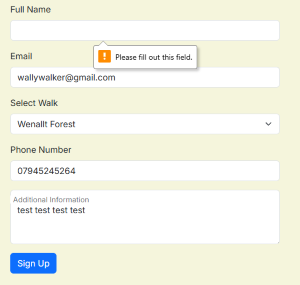 Full Name
Please fill out this field.
Email
wallywalker@gmail.com
Select Walk
Wenallt Forest
Phone Number
07945245264
Additional Information
test test test test
Sign Up